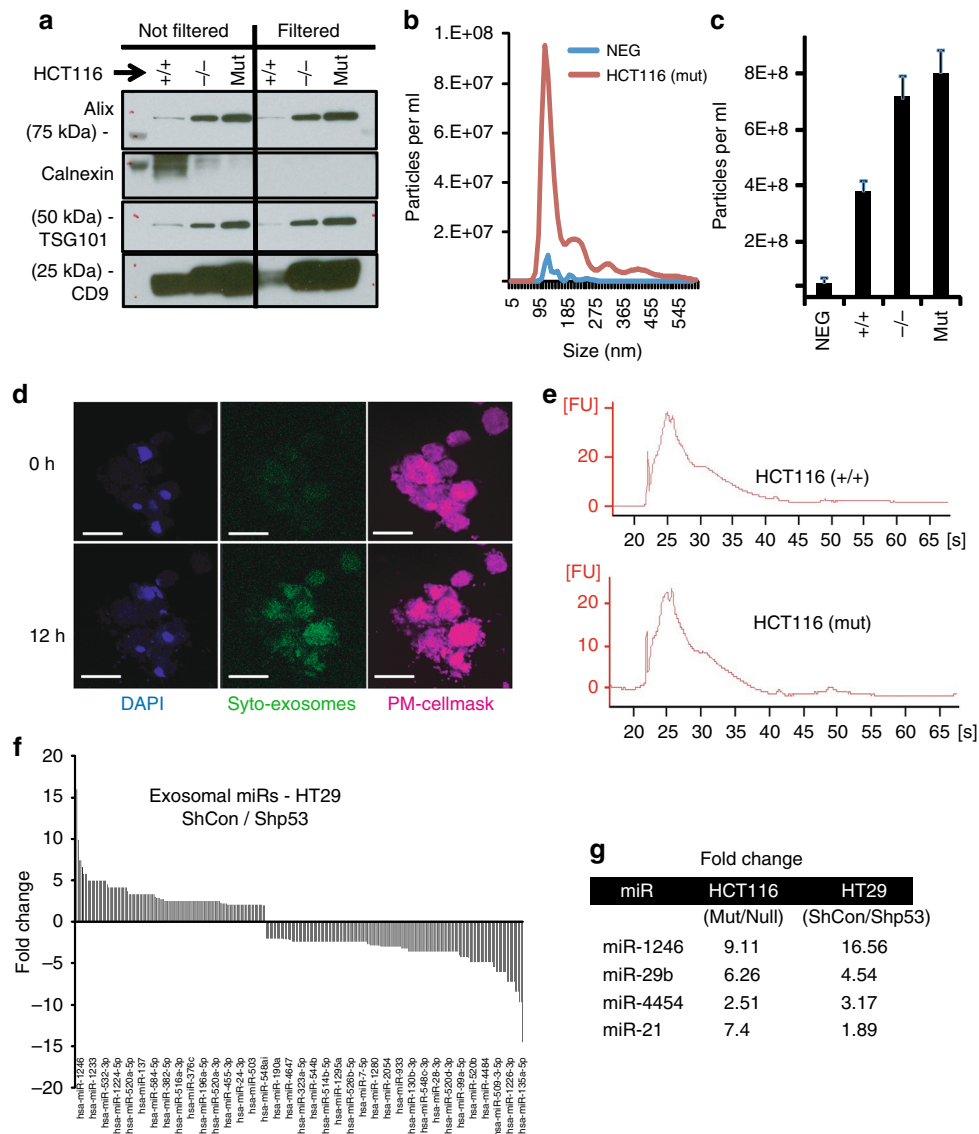 a
Not filtered Filtered
HCT116 +/+ −/− Mut +/+ −/− Mut
Alix
(75 kDa) -
Calnexin
(50 kDa) -
TSG101
(25 kDa) -
CD9
b
Particles per ml
1.E+08
8.E+07
6.E+07
4.E+07
2.E+07
NEG
HCT116 (mut)
5 95 185 275 365 455 545
Size (nm)
c
Particles per ml
8E+8
6E+8
4E+8
2E+8
NEG +/+ −/− Mut
d
0 h
12 h
DAPI Syto-exosomes PM-cellmask
e
[FU]
20
0
HCT116 (+/+)
20 25 30 35 40 45 50 55 60 65 [s]
[FU]
20
10
0
HCT116 (mut)
20 25 30 35 40 45 50 55 60 65 [s]
f
Exosomal miRs - HT29
ShCon / Shp53
Fold change
20
15
10
5
0
−5
−10
−15
−20
hsa-miR-1246
hsa-miR-1233
hsa-miR-532-3p
hsa-miR-1224-5p
hsa-miR-520a-5p
hsa-miR-137
hsa-miR-584-5p
hsa-miR-382-5p
hsa-miR-16a-3p
hsa-miR-376c
hsa-miR-196a-5p
hsa-miR-520a-3p
hsa-miR-455-3p
hsa-miR-24-3p
hsa-miR-503
hsa-miR-548ai
hsa-miR-190a
hsa-miR-4647
hsa-miR-323a-5p
hsa-miR-544b
hsa-miR-514b-5p
hsa-miR-1295a
hsa-miR-526b-5p
hsa-miR-7-5p
hsa-miR-1280
hsa-miR-2054
hsa-miR-933
hsa-miR-130b-3p
hsa-miR-548c-3p
hsa-miR-28-3p
hsa-miR-520d-3p
hsa-miR-99a-5p
hsa-miR-520b
hsa-miR-4484
hsa-miR-509-3-5p
hsa-miR-1226-3p
hsa-miR-135a-5p
g
Fold change
miR HCT116 HT29
(Mut/Null) (ShCon/Shp53)
miR-1246 9.11 16.56
miR-29b 6.26 4.54
miR-4454 2.51 3.17
miR-21 7.4 1.89